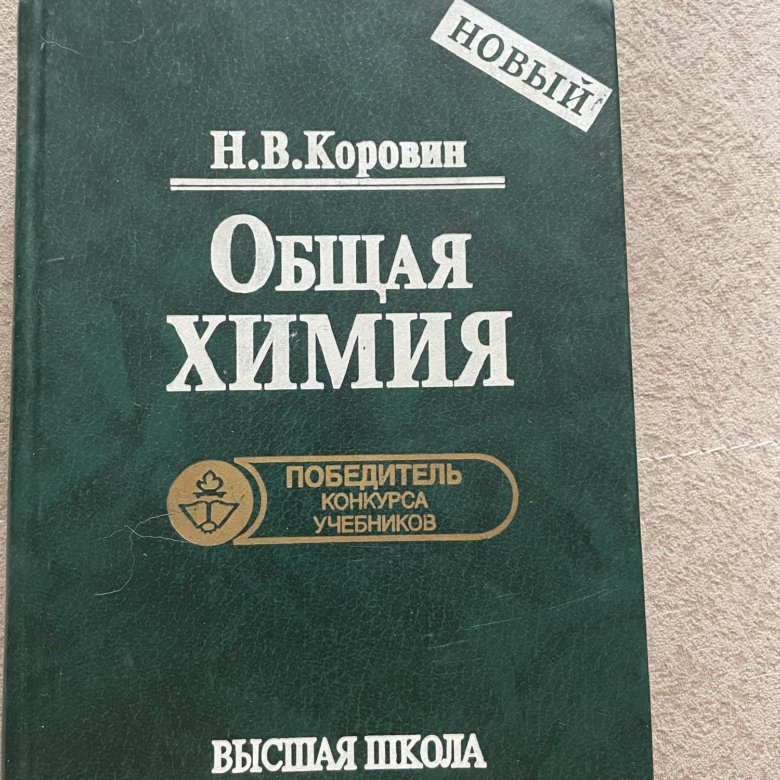 НОВЫЙ
Н.В.Коровин
ОБЩАЯ
ХИМИЯ
ПОБЕДИТЕЛЬ
КОНКУРСА
УЧЕБНИКОВ
ВЫСШАЯ ШКОЛА